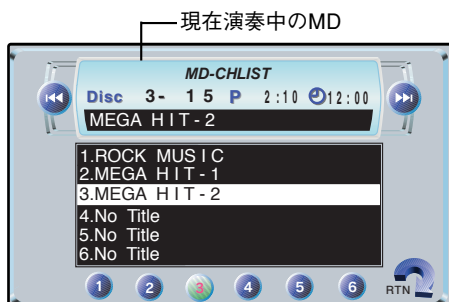 現在演奏中のMD
MD-CHLIST
Disc 3- 15 P 2:10 12:00
MEGA HIT-2
1.ROCK MUSIC
2.MEGA HIT-1
3.MEGA HIT-2
4.No Title
5.No Title
6.No Title
1 2 3 4 5 6 RTN